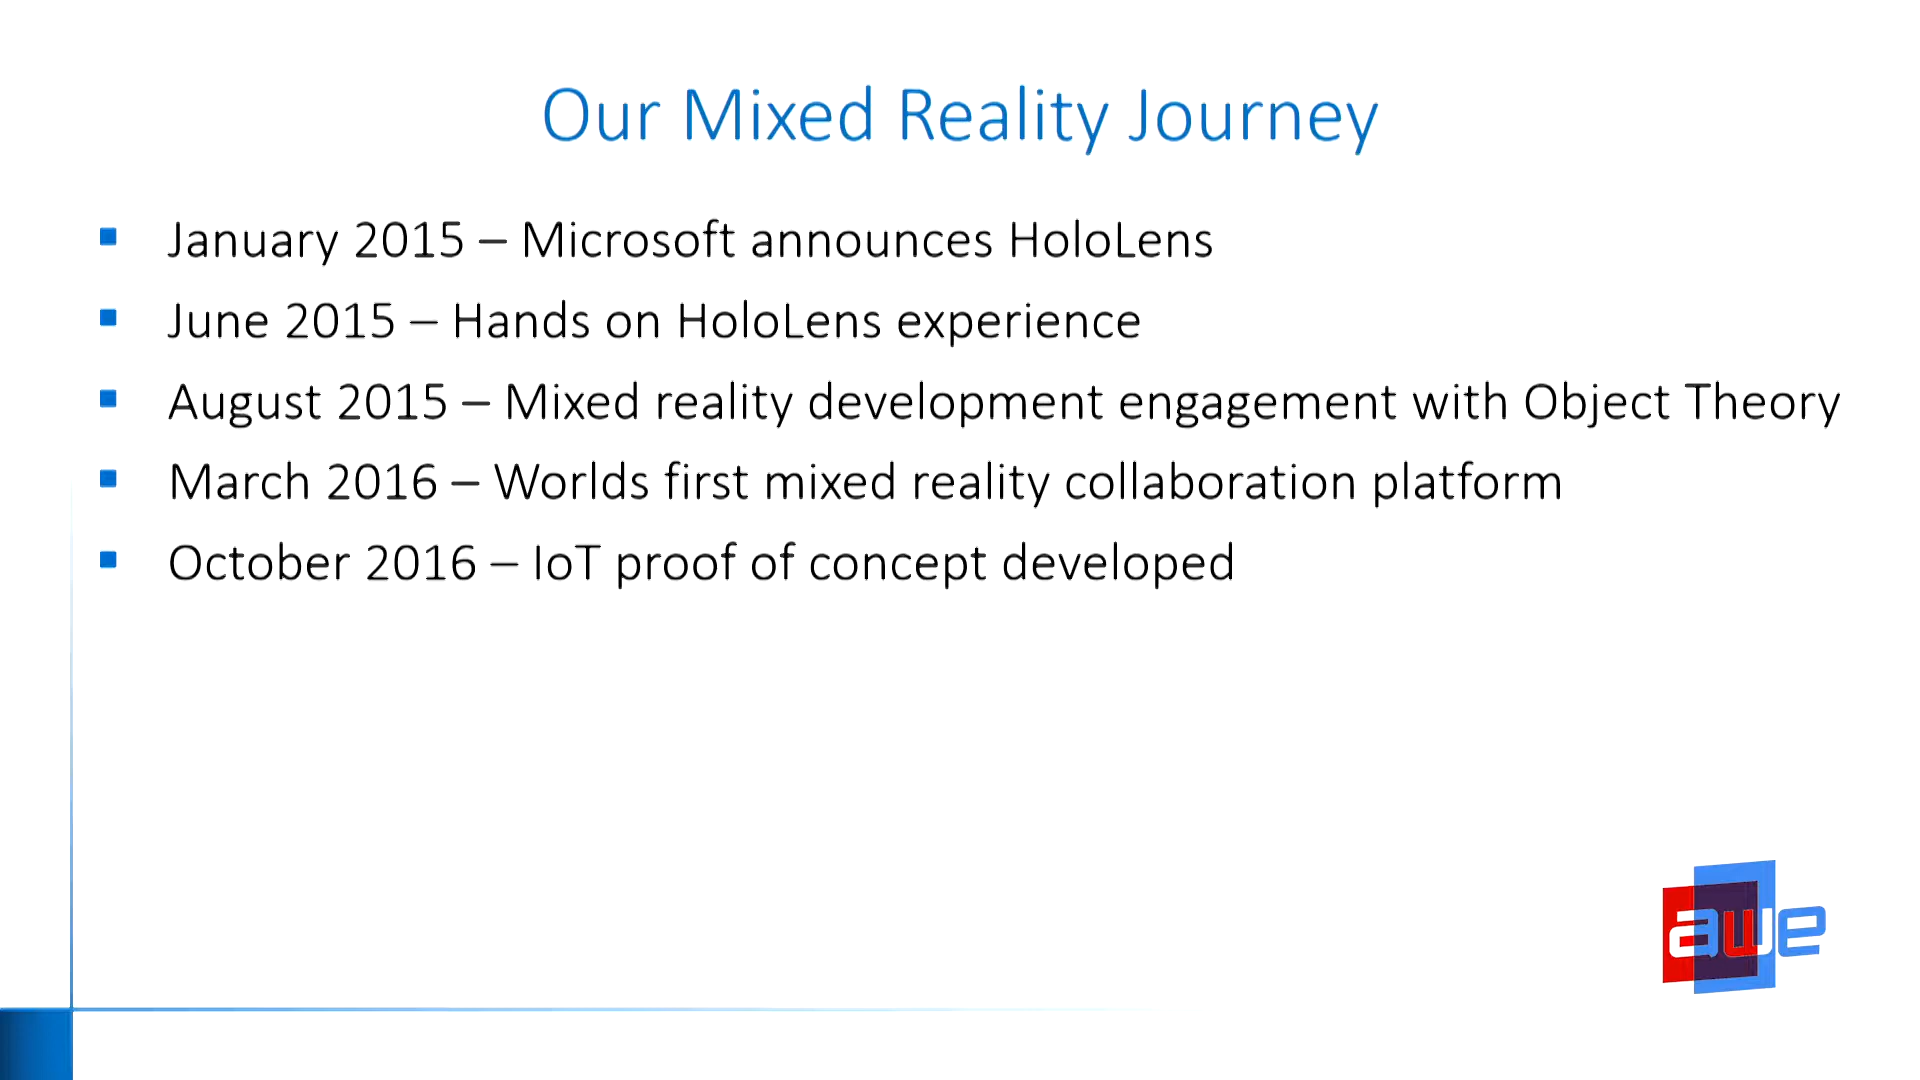 Our Mixed Reality Journey
January 2015 – Microsoft announces HoloLens
June 2015 – Hands on HoloLens experience
August 2015 – Mixed reality development engagement with Object Theory
March 2016 – Worlds first mixed reality collaboration platform
October 2016 – IoT proof of concept developed
awe